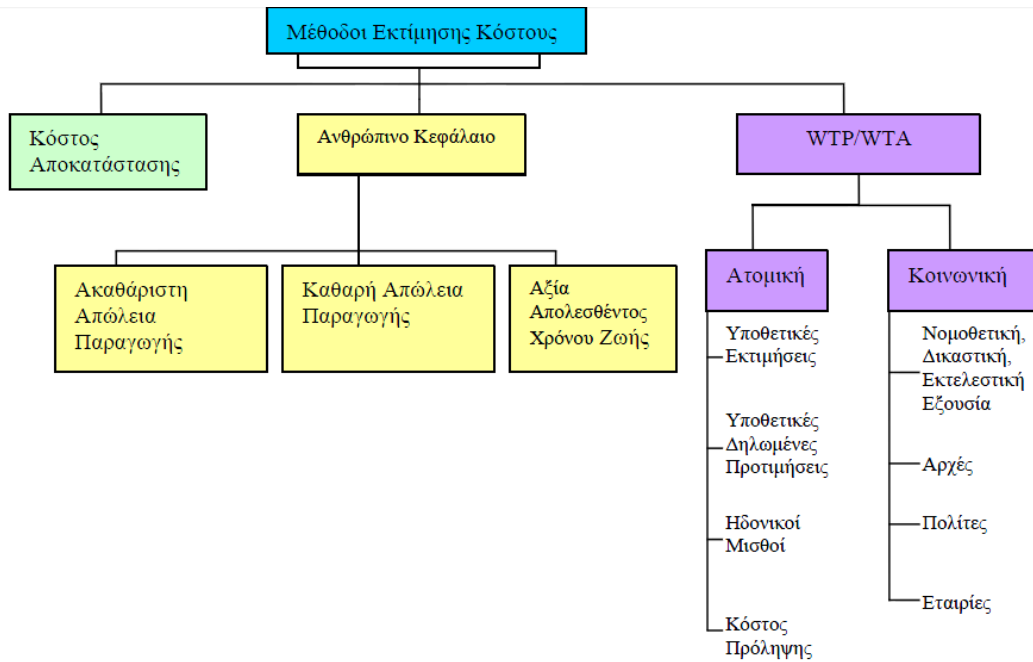 Μέθοδοι Εκτίμησης Κόστους
Κόστος
Αποκατάστασης
Ανθρώπινο Κεφάλαιο
WTP/WTA
Ακαθάριστη
Απώλεια
Παραγωγής
Καθαρή Απώλεια
Παραγωγής
Αξία
Απολεσθέντος
Χρόνου Ζωής
Ατομική
Υποθετικές
Εκτιμήσεις
Υποθετικές
Δηλωμένες
Προτιμήσεις
Ηδονικοί
Μισθοί
Κόστος
Πρόληψης
Κοινωνική
Νομοθετική,
Δικαστική,
Εκτελεστική
Εξουσία
Αρχές
Πολίτες
Εταιρίες